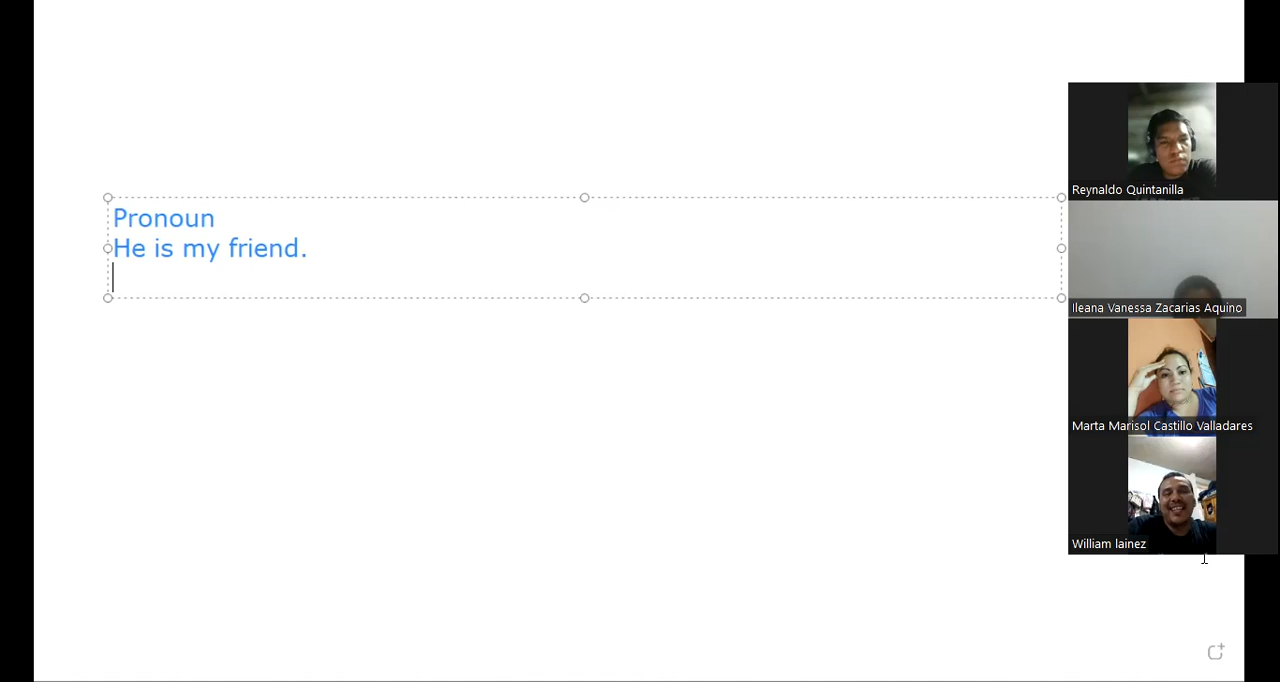 Pronoun
He is my friend.
Reynaldo Quintanilla
Ileana Vanessa Zacarias Aquino
Marta Marisol Castillo Valladares
William lainez